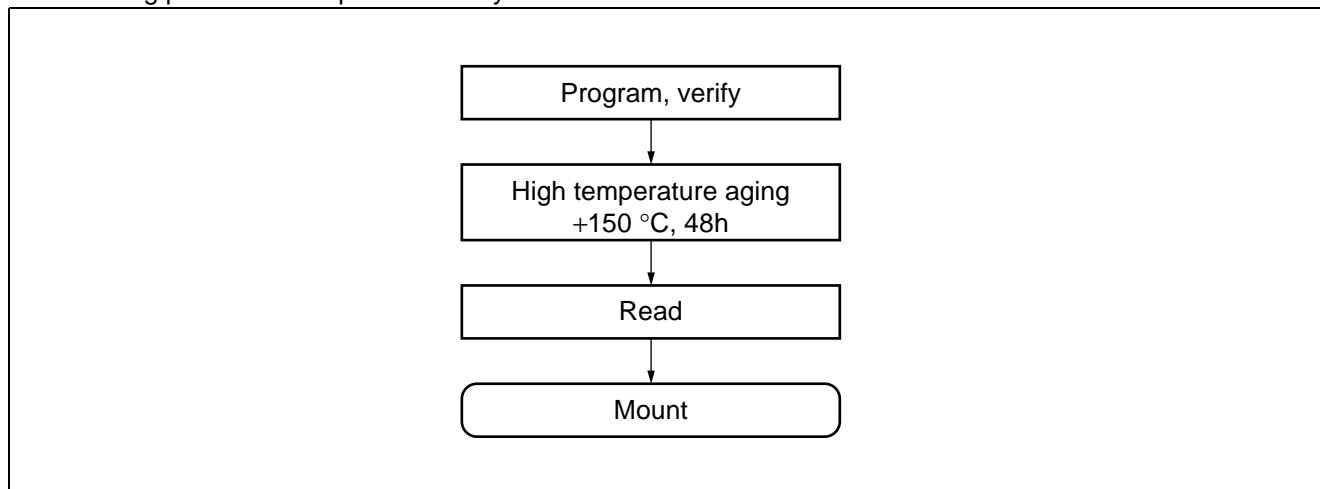 Program, verify
High temperature aging
+150 °C, 48h
Read
Mount